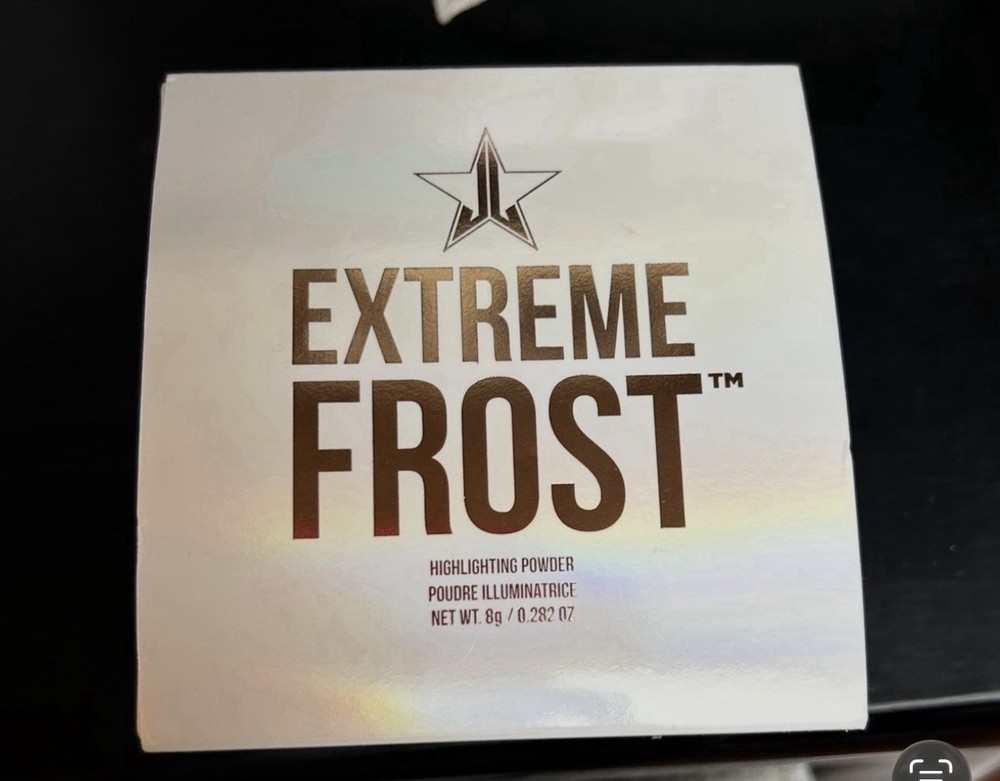 EXTREME
FROST™
HIGHLIGHTING POWDER
POUDRE ILLUMINATRICE
NET WT. 8g / 0.282 OZ